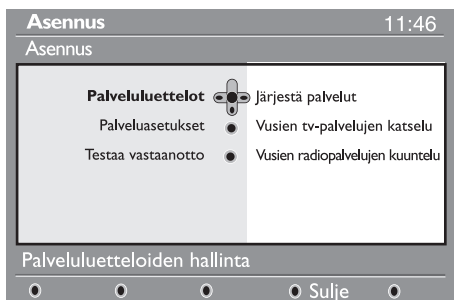 Asennus 11:46
Asennus
Palveluluettelot Järjestä palvelut
Palveluasetukset Vusien tv-palvelujen katselu
Testaa vastaanotto Vusien radiopalvelujen kuuntelu
Palveluluetteloiden hallinta
Sulje